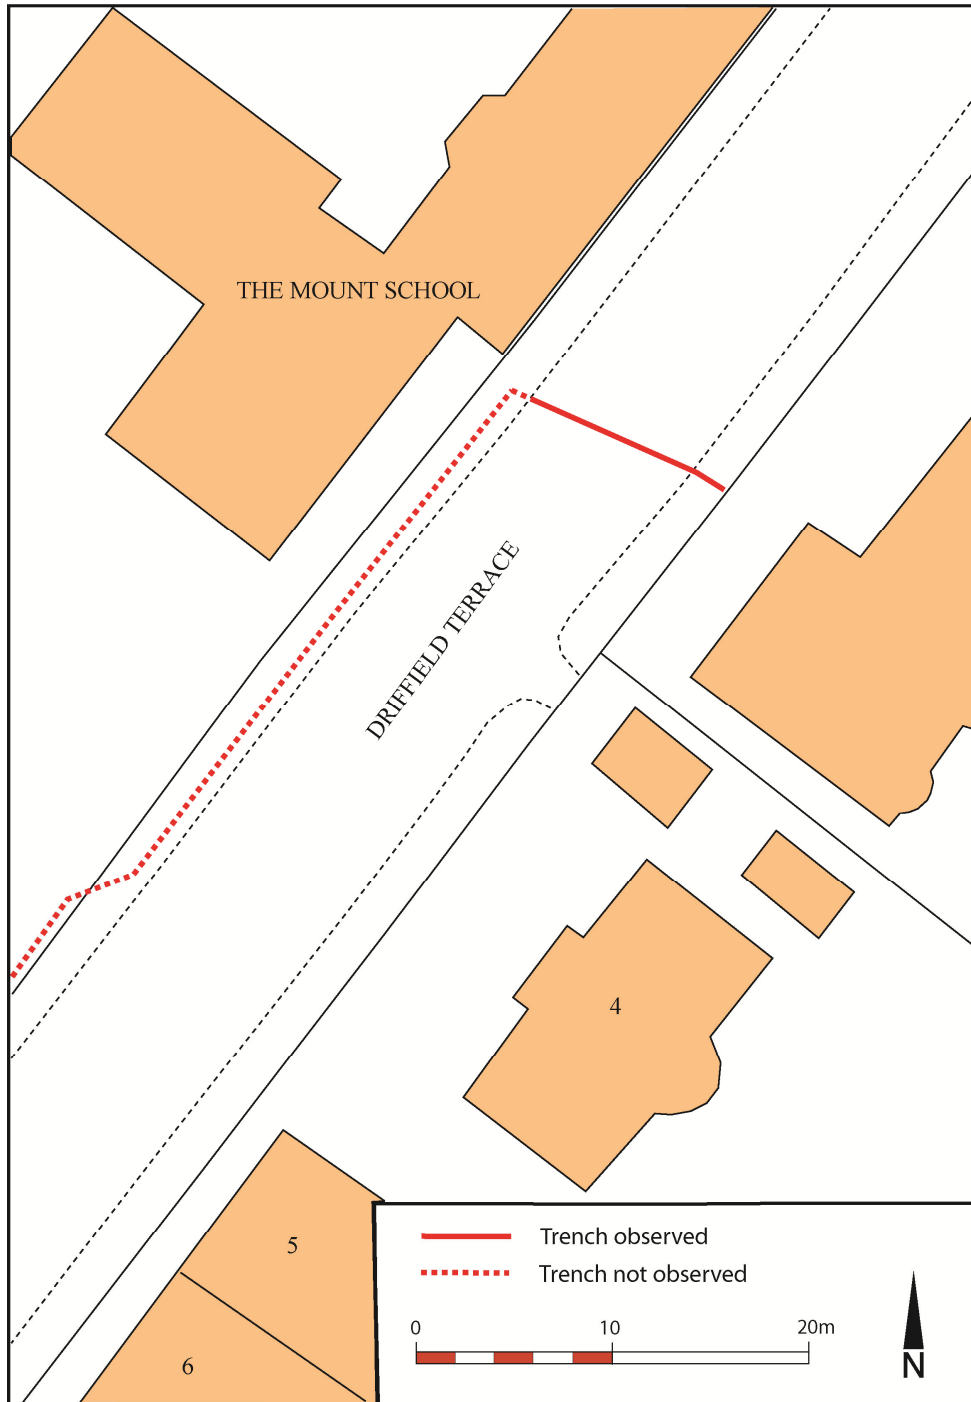 THE MOUNT SCHOOL
DRIFFIELD TERRACE
4
5
6
Trench observed
Trench not observed
0 10 20m
N